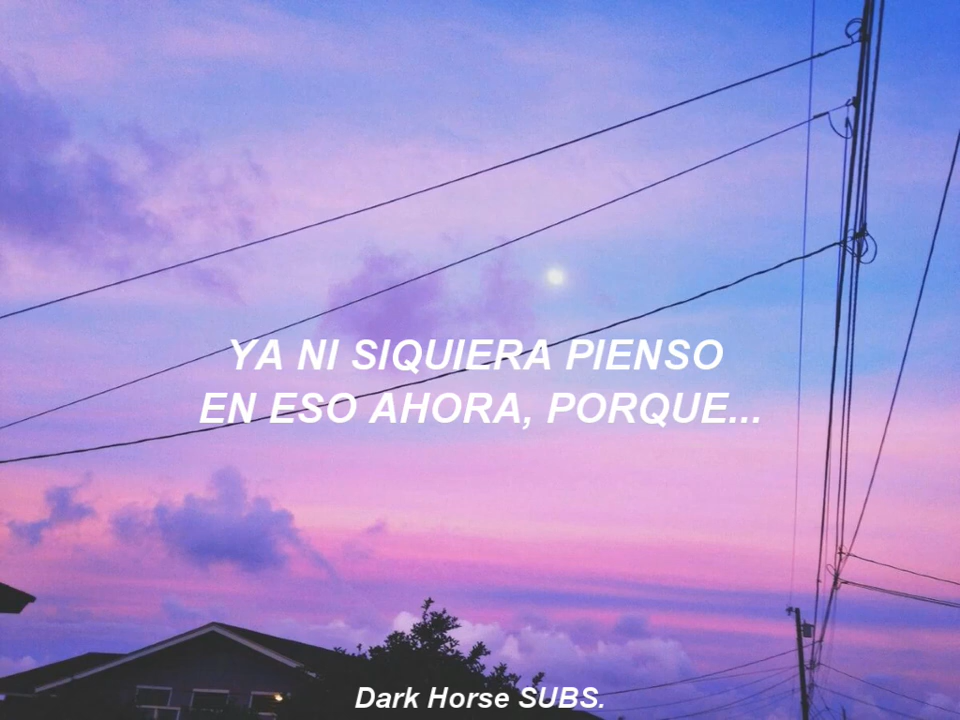 YA NI SIQUIERA PIENSO
EN ESO AHORA, PORQUE...
Dark Horse SUBS.